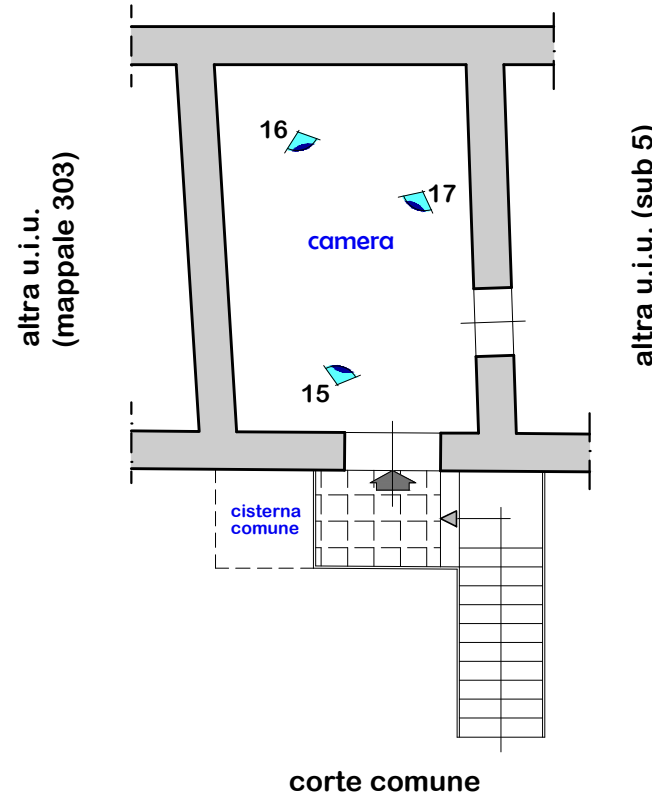 16
17
camera
altra u.i.u.
(mappale 303)
altra u.i.u. (sub 5)
15
cisterna
comune
corte comune